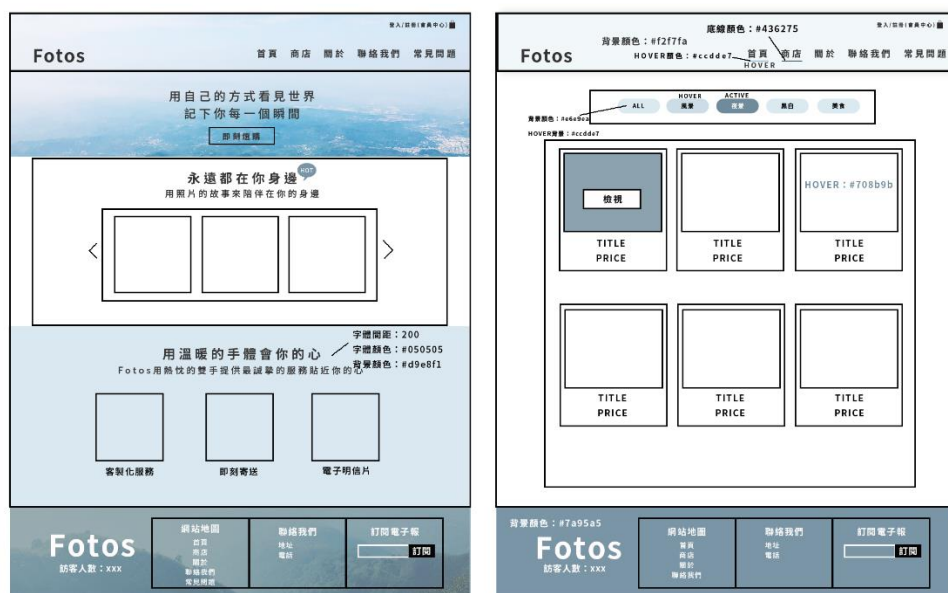 登入/註冊(會員中心)
Fotos
首頁 商店 關於 聯絡我們 常見問題
用自己的方式看見世界
記下你每一個瞬間
即刻選購
永遠都在你身邊
HOT
用照片的故事來陪伴在你的身邊
字體間距：200
字體顏色：#050505
背景顏色：#d9e8f1
用溫暖的手體會你的心
Fotos用熱忱的雙手提供最誠摯的服務貼近你的心
客製化服務 即刻寄送 電子明信片
Fotos
訪客人數：xxx
網站地圖
首頁
商店
關於
聯絡我們
常見問題
聯絡我們
地址
電話
訂閱電子報
訂閱
登入/註冊(會員中心)
底線顏色：#436275
背景顏色：#f2f7fa
HOVER顏色：#ccdde7
Fotos
首頁 商店 關於 聯絡我們 常見問題
HOVER
HOVER ACTIVE
ALL 風景 夜景 黑白 美食
背景顏色：#e6e9ea
HOVER背景：#ccdde7
檢視
HOVER：#708b9b
TITLE TITLE TITLE
PRICE PRICE PRICE
TITLE TITLE TITLE
PRICE PRICE PRICE
背景顏色：#7a95a5
Fotos
訪客人數：xxx
網站地圖
首頁
商店
關於
聯絡我們
聯絡我們
地址
電話
訂閱電子報
訂閱